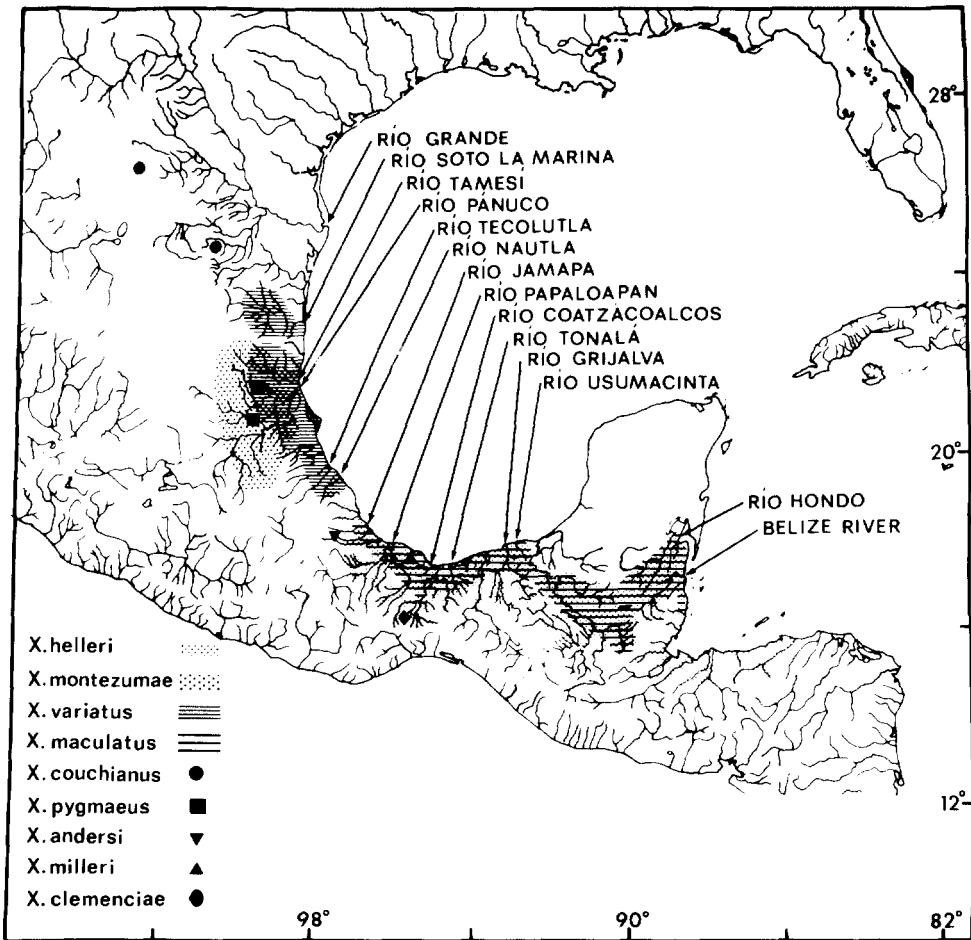 28°
RÍO GRANDE
RÍO SOTO LA MARINA
RÍO TAMESÍ
RÍO PÁNUCO
RÍO TECOLUTLA
RÍO NAUTLA
RÍO JAMAPA
RÍO PAPALOAPAN
RÍO COATZACOALCOS
RÍO TONALÁ
RÍO GRIJALVA
RÍO USUMACINTA
20°
RÍO HONDO
BELIZE RIVER
X. helleri
X. montezumae
X. variatus
X. maculatus
X. couchianus
X. pygmaeus
X. andersi
X. milleri
X. clemenciae
12°
98°
90°
82°